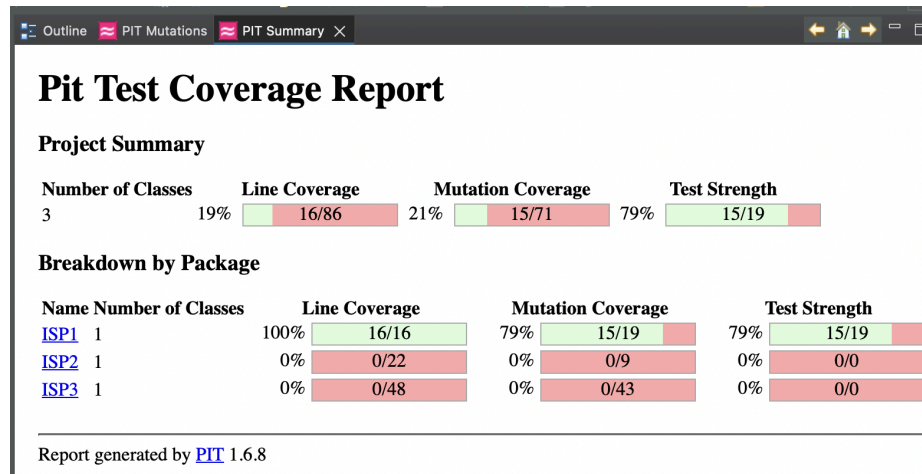 Outline PIT Mutations PIT Summary
Pit Test Coverage Report
Project Summary
Number of Classes Line Coverage Mutation Coverage Test Strength
3 19% 16/86 21% 15/71 79% 15/19
Breakdown by Package
Name Number of Classes Line Coverage Mutation Coverage Test Strength
ISP1 1 100% 16/16 79% 15/19 79% 15/19
ISP2 1 0% 0/22 0% 0/9 0% 0/0
ISP3 1 0% 0/48 0% 0/43 0% 0/0
Report generated by PIT 1.6.8